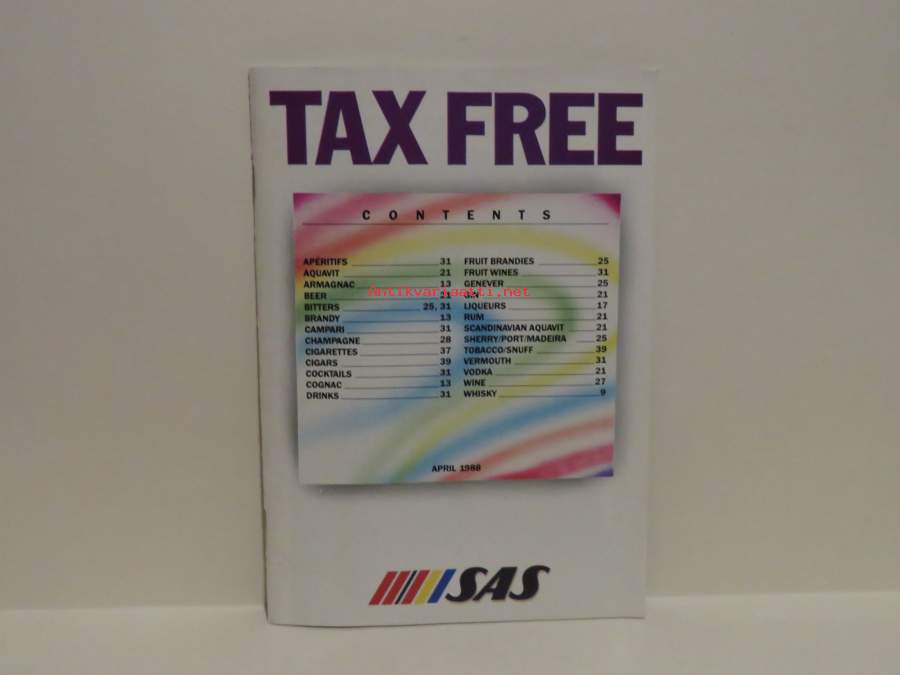 TAX FREE
CONTENTS
APERITIFS 31
AQUAVIT 21
ARMAGNAC 13
BEER 21
BITTERS 25, 31
BRANDY 13
CAMPARI 31
CHAMPAGNE 28
CIGARETTES 37
CIGARS 39
COCKTAILS 31
COGNAC 13
DRINKS 31
FRUIT BRANDIES 25
FRUIT WINES 31
GENEVER 25
GIN 21
LIQUEURS 17
RUM 21
SCANDINAVIAN AQUAVIT 21
SHERRY/PORT/MADEIRA 25
TOBACCO/SNUFF 39
VERMOUTH 31
VODKA 21
WINE 27
WHISKY 9
Antikvariaatti.net
APRIL 1988
SAS